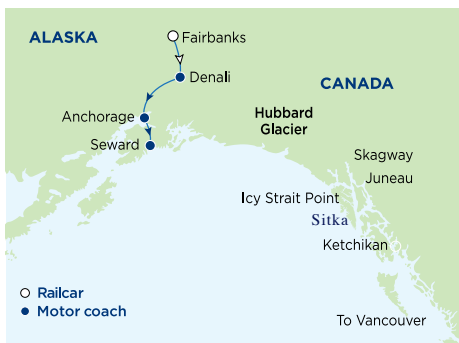 ALASKA
Fairbanks
Denali
CANADA
Anchorage
Hubbard
Glacier
Seward
Skagway
Juneau
Icy Strait Point
Sitka
Ketchikan
Railcar
Motor coach
To Vancouver